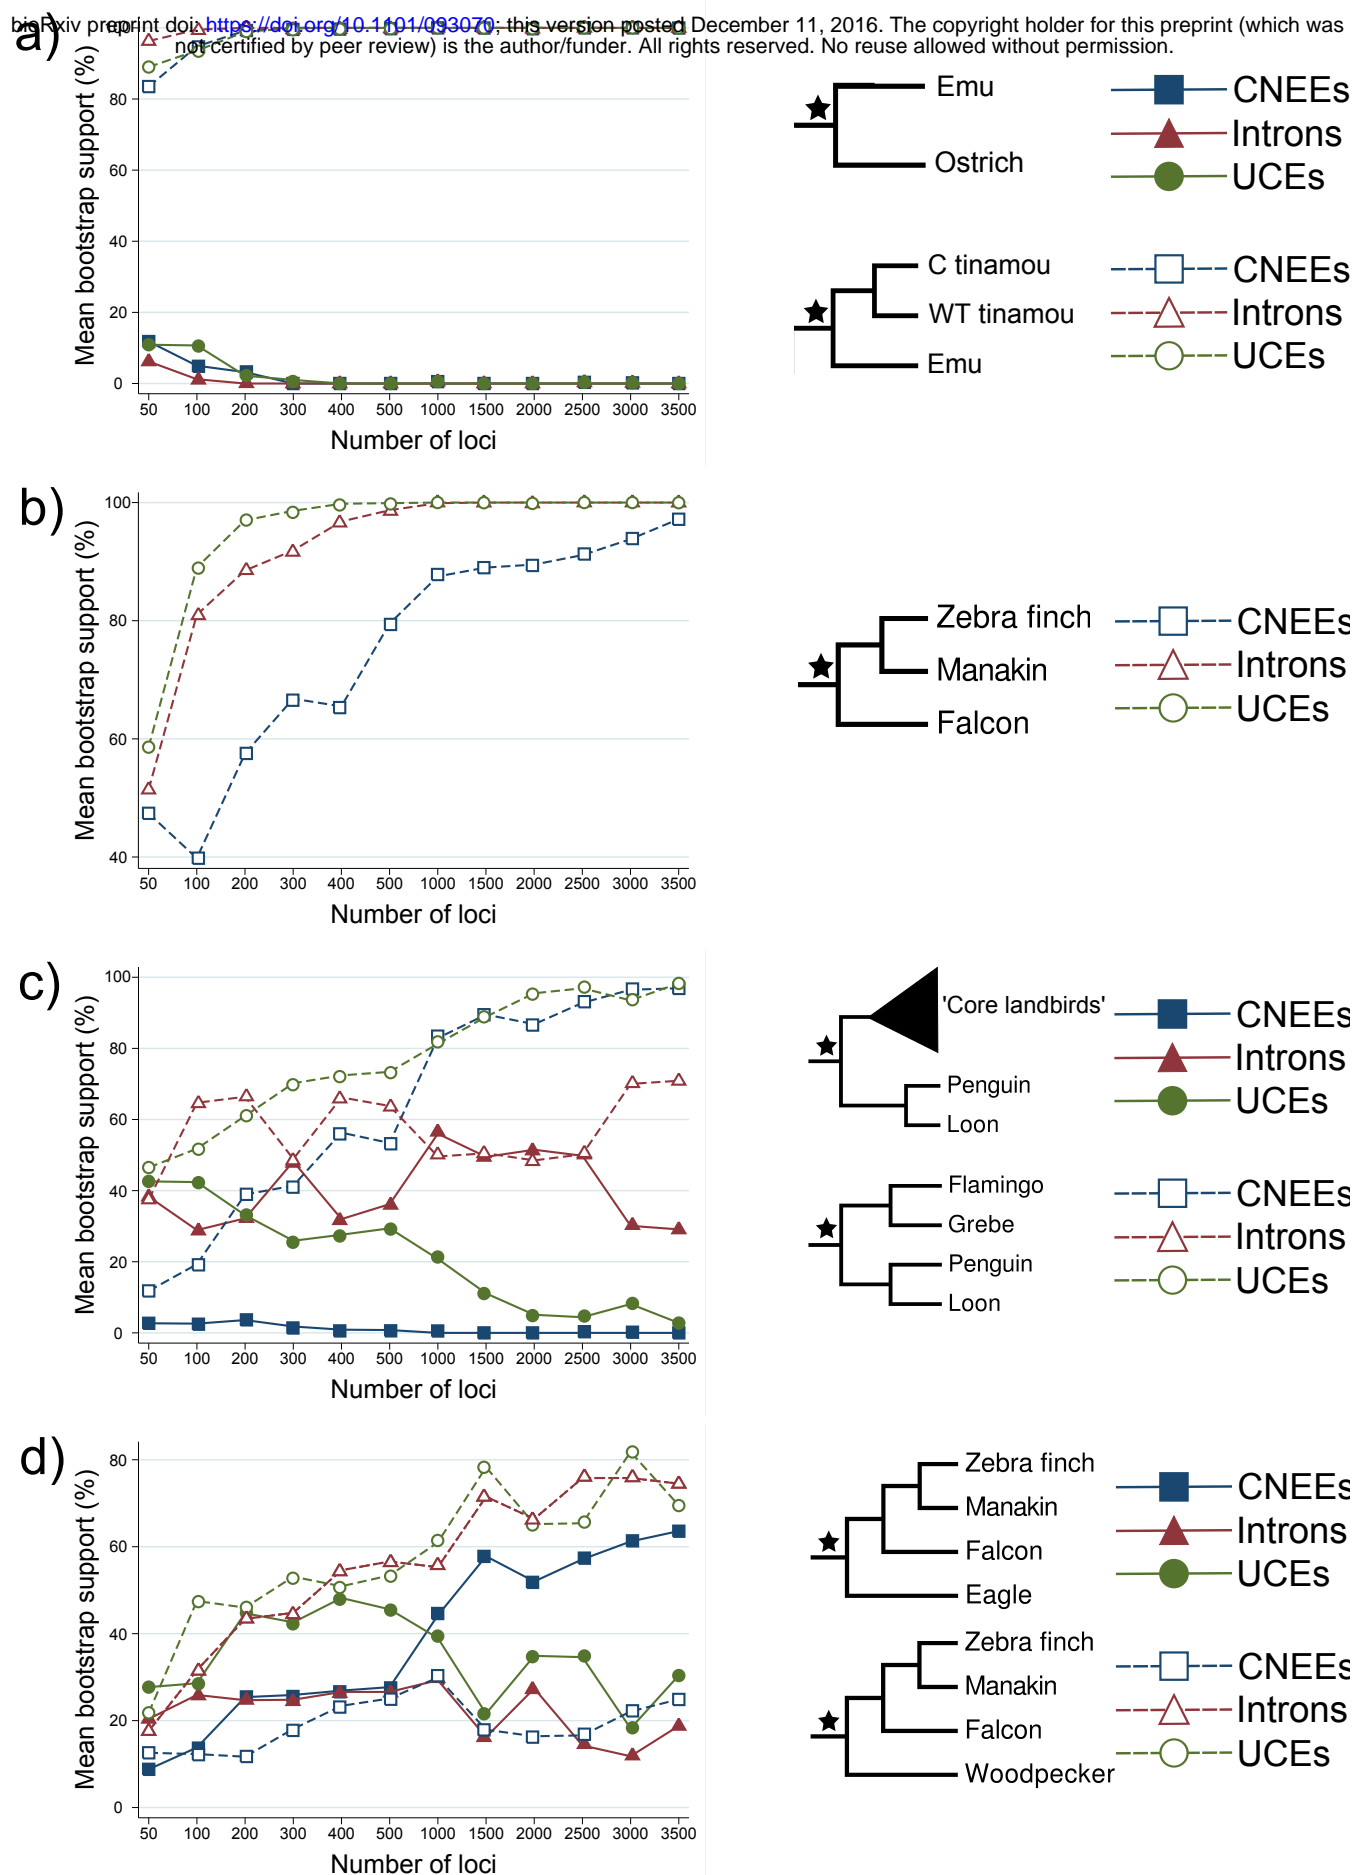 bioRxiv preprint doi: https://doi.org/10.1101/093070; this version posted December 11, 2016. The copyright holder for this preprint (which was
not certified by peer review) is the author/funder. All rights reserved. No reuse allowed without permission.
a)
Mean bootstrap support (%)
100
80
60
40
20
0
50 100 200 300 400 500 1000 1500 2000 2500 3000 3500
Number of loci
Emu
Ostrich
CNEEs
Introns
UCEs
C tinamou
WT tinamou
Emu
CNEEs
Introns
UCEs
b)
Mean bootstrap support (%)
100
80
60
40
50 100 200 300 400 500 1000 1500 2000 2500 3000 3500
Number of loci
Zebra finch
Manakin
Falcon
CNEEs
Introns
UCEs
c)
Mean bootstrap support (%)
100
80
60
40
20
0
50 100 200 300 400 500 1000 1500 2000 2500 3000 3500
Number of loci
'Core landbirds'
Penguin
Loon
CNEEs
Introns
UCEs
Flamingo
Grebe
Penguin
Loon
CNEEs
Introns
UCEs
d)
Mean bootstrap support (%)
80
60
40
20
0
50 100 200 300 400 500 1000 1500 2000 2500 3000 3500
Number of loci
Zebra finch
Manakin
Falcon
Eagle
CNEEs
Introns
UCEs
Zebra finch
Manakin
Falcon
Woodpecker
CNEEs
Introns
UCEs